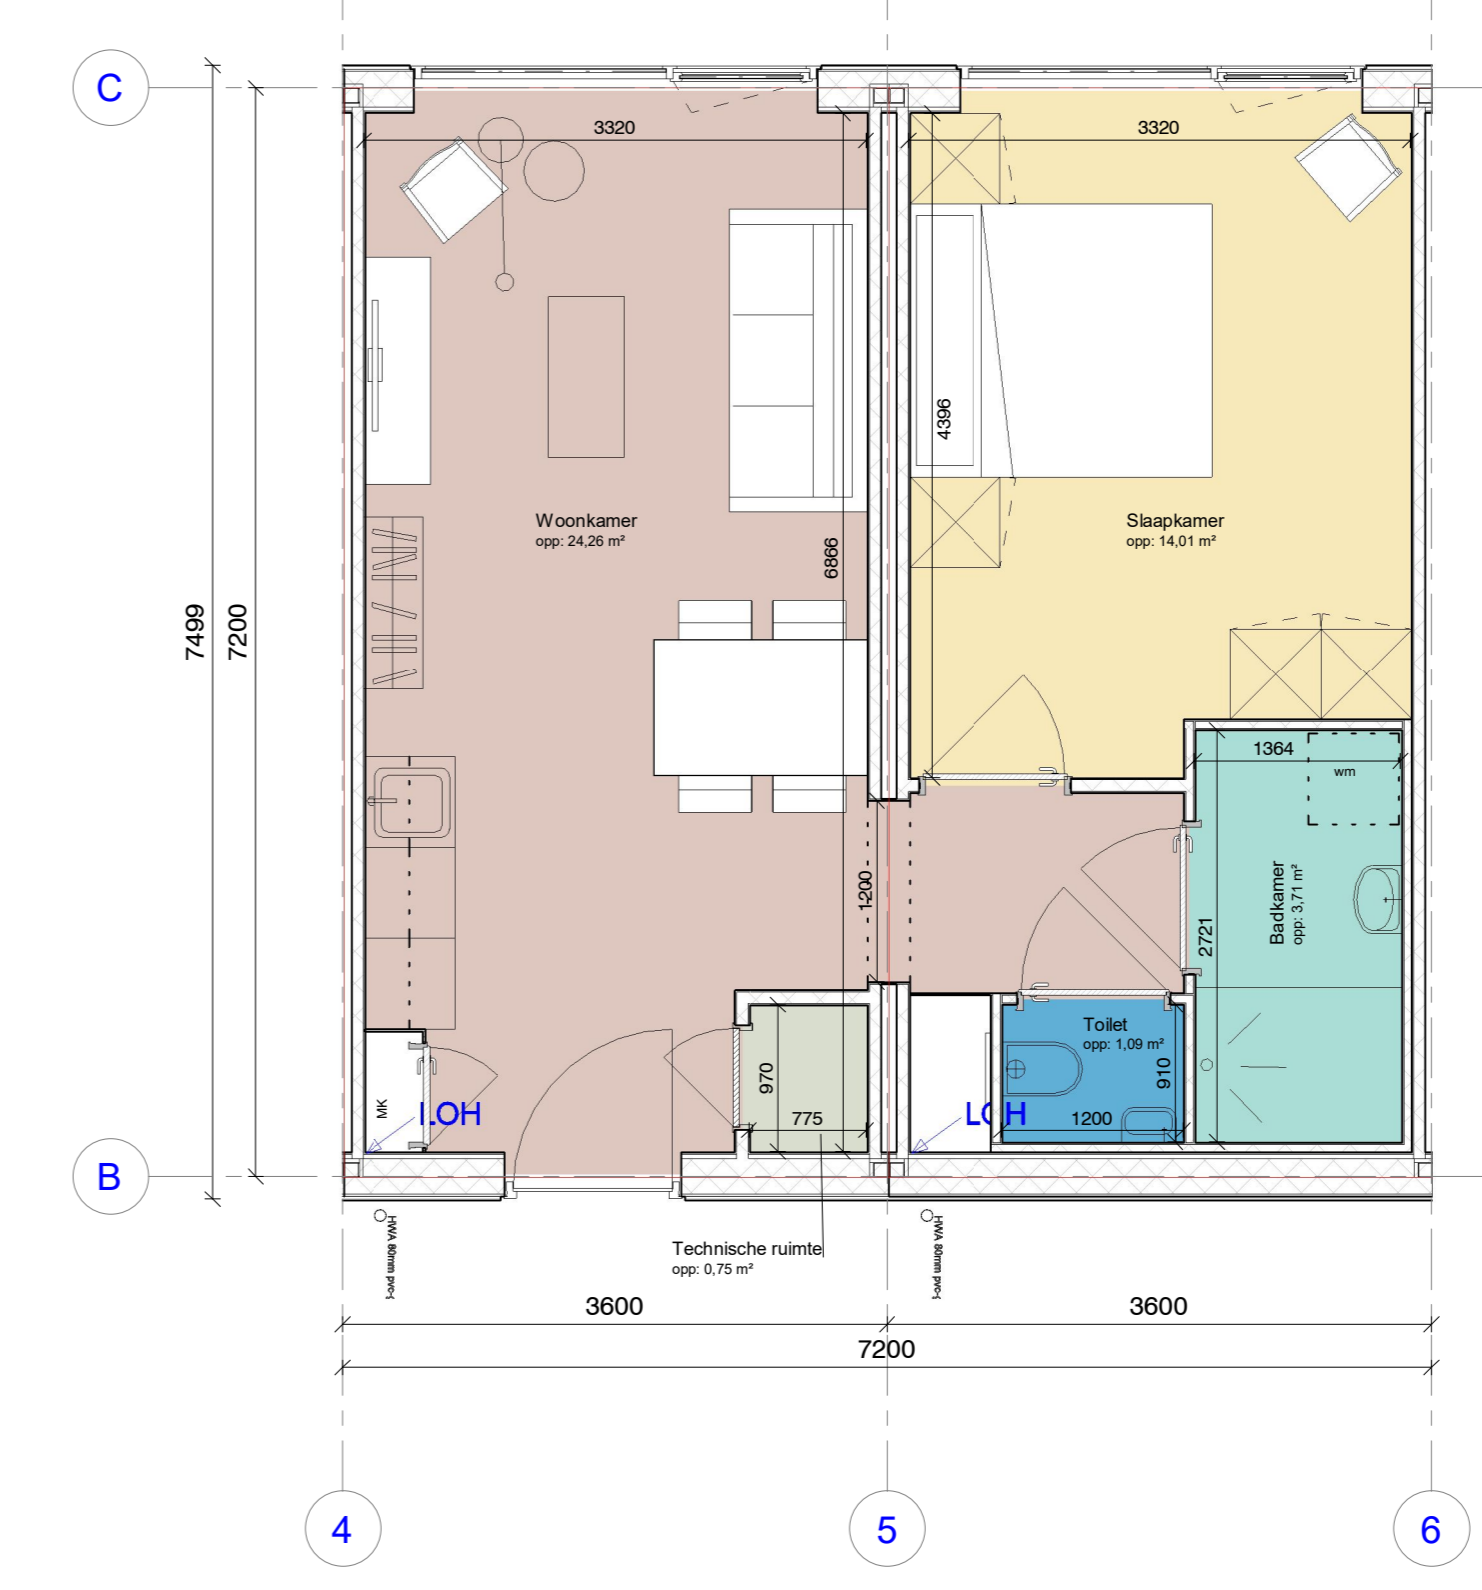 C
3320
3320
4396
Woonkamer
opp: 24,26 m²
Slaapkamer
opp: 14,01 m²
6866
7499
7200
1364
wm
1200
Badkamer
opp: 3,71 m²
2721
Toilet
opp: 1,09 m²
970
910
MK
LOH
775
LOH
1200
B
HWA 80mm pvc-s
HWA 80mm pvc-s
Technische ruimte
opp: 0,75 m²
3600
3600
7200
4
5
6